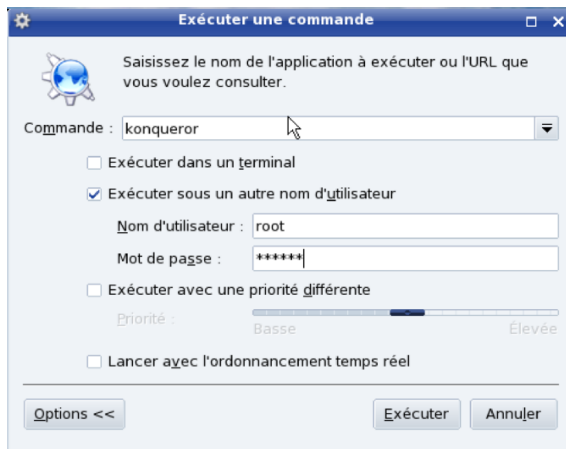 Exécuter une commande
Saisissez le nom de l'application à exécuter ou l'URL que
vous voulez consulter.
Commande : konqueror
Exécuter dans un terminal
Exécuter sous un autre nom d'utilisateur
Nom d'utilisateur : root
Mot de passe : ******
Exécuter avec une priorité différente
Priorité :
Basse Élevée
Lancer avec l'ordonnancement temps réel
Options << Exécuter Annuler